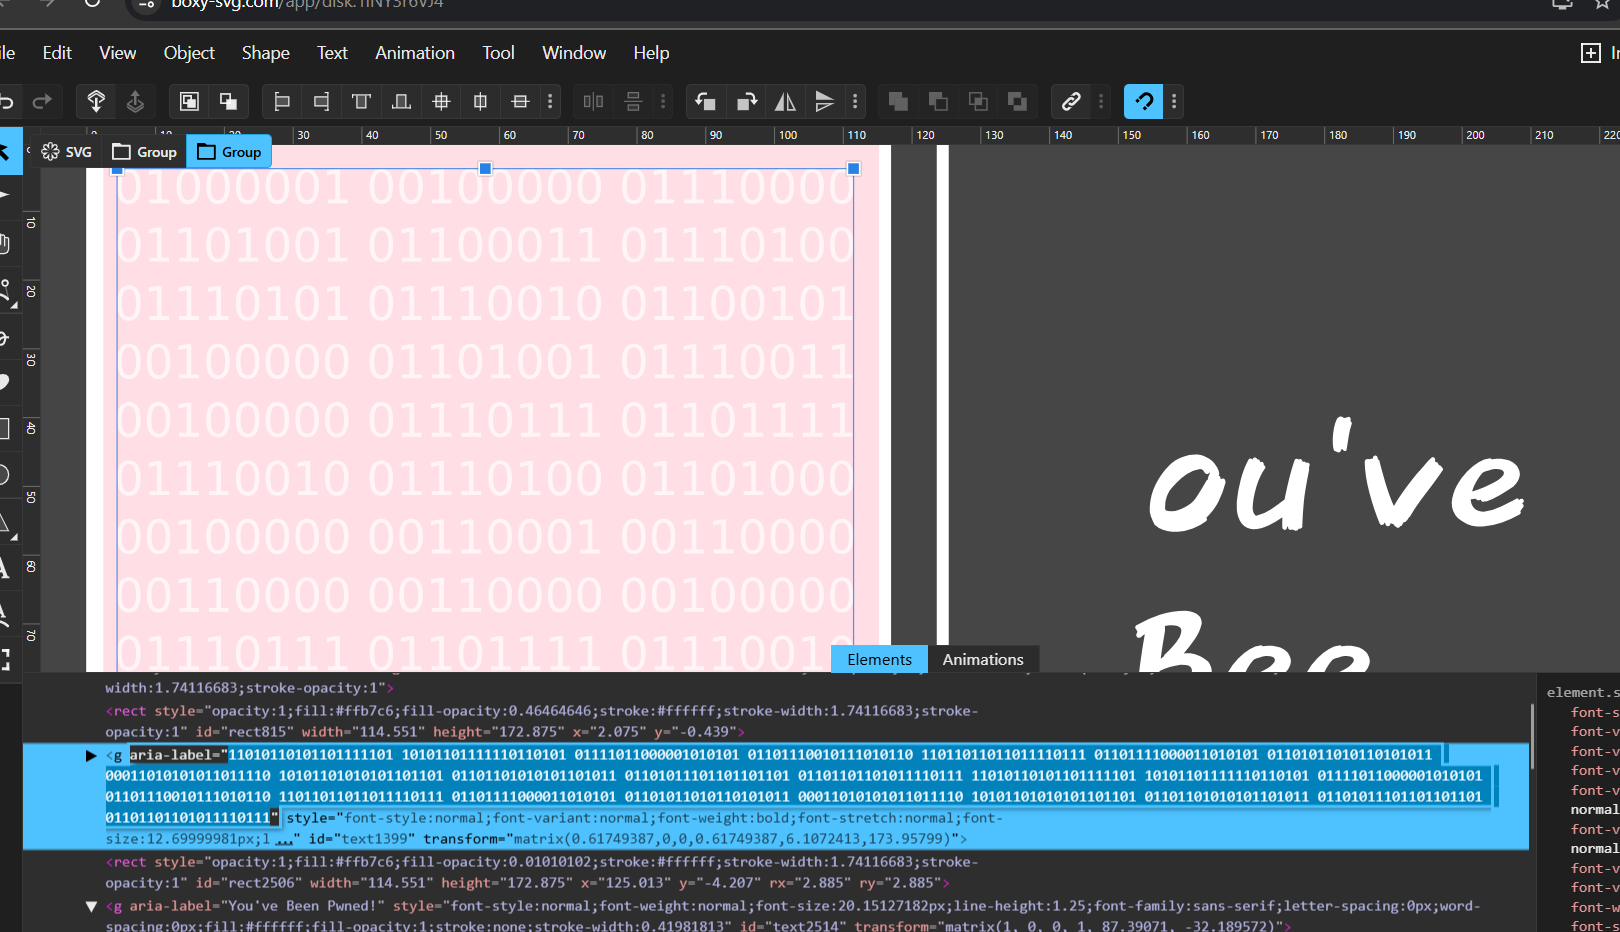 boxy-svg.com/app/disk:
Edit View Object Shape Text Animation Tool Window Help
0 10 20 30 40 50 60 70 80 90 100 110 120 130 140 150 160 170 180 190 200 210 220
SVG Group Group
01000001 00100000 01110000
01101001 01100011 01110100
01110101 01110010 01100101
00100000 01101001 01110011
00100000 01110111 01101111
01110010 01110100 01101000
00100000 00110001 00110000
00110000 00110000 00100000
01110111 01101111 01110010
10
20
30
40
50
60
70
ou've
Bee
Elements Animations
width:1.74116683;stroke-opacity:1">
<rect style="opacity:1;fill:#ffb7c6;fill-opacity:0.46464646;stroke:#ffffff;stroke-width:1.74116683;stroke-
opacity:1" id="rect815" width="114.551" height="172.875" x="2.075" y="-0.439">
<g aria-label="110101101011011111101 101011011111110110101 011110110000010101​01 01101110010111010110 11011011011011110111 01101111000011010101 01101011010110101011
00011010101011011110 10101101010101101101 01101101010101101011 01101011101101101101 01101101101011110111 11010110101101111101 10101101111110110101 01111011000001010101
01101110010111010110 11011011011011110111 01101111000011010101 01101011010110101011 00011010101011011110 10101101010101101101 01101101010101101011 01101011101101101101
01101101101011110111" style="font-style:normal;font-variant:normal;font-weight:bold;font-stretch:normal;font-
size:12.69999981px;l ..." id="text1399" transform="matrix(0.61749387,0,0,0.61749387,6.1072413,173.95799)">
<rect style="opacity:1;fill:#ffb7c6;fill-opacity:0.01010102;stroke:#ffffff;stroke-width:1.74116683;stroke-
opacity:1" id="rect2506" width="114.551" height="172.875" x="125.013" y="-4.207" rx="2.885" ry="2.885">
<g aria-label="You've Been Pwned!" style="font-style:normal;font-weight:normal;font-size:20.15127182px;line-height:1.25;font-family:sans-serif;letter-spacing:0px;word-
spacing:0px;fill:#ffffff;fill-opacity:1;stroke:none;stroke-width:0.41981813" id="text2514" transform="matrix(1, 0, 0, 1, 87.39071, -32.189572)">
element.s
font-s
font-v
font-v
font-v
font-v
normal
font-v
normal
font-v
font-v
font-w
font-s